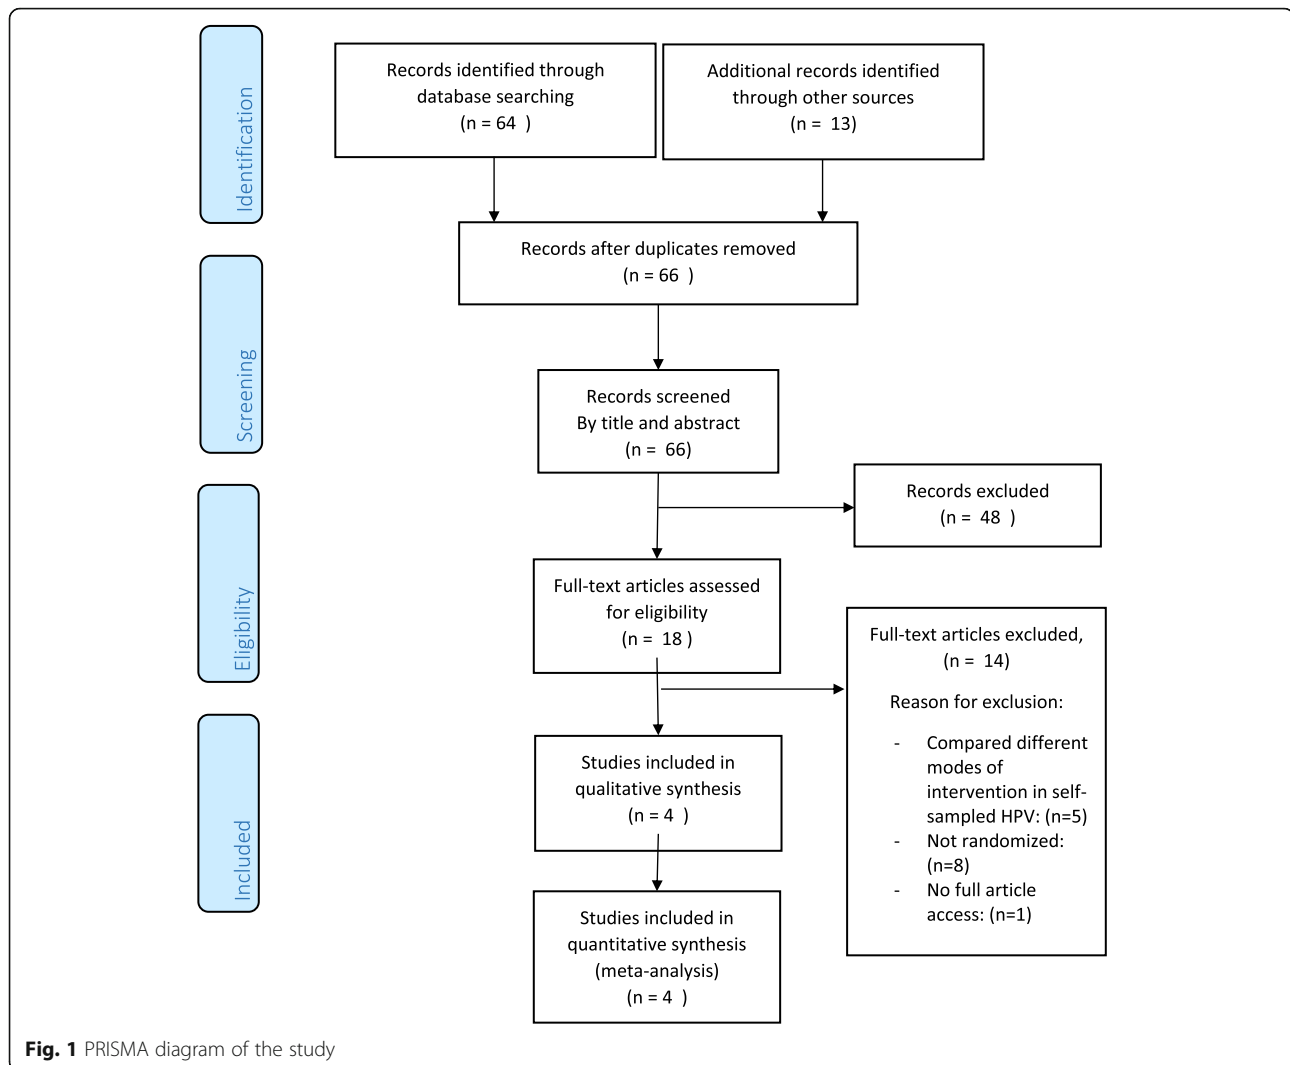 Identification
Records identified through
database searching
(n = 64  )
Additional records identified
through other sources
(n =  13)
Records after duplicates removed
(n = 66  )
Screening
Records screened
By title and abstract
(n =  66)
Records excluded
(n =  48  )
Eligibility
Full-text articles assessed
for eligibility
(n =  18 )
Full-text articles excluded,
(n =  14)
Reason for exclusion:
- Compared different
modes of
intervention in self-
sampled HPV: (n=5)
- Not randomized:
(n=8)
- No full article
access: (n=1)
Included
Studies included in
qualitative synthesis
(n = 4  )
Studies included in
quantitative synthesis
(meta-analysis)
(n = 4  )
Fig. 1 PRISMA diagram of the study